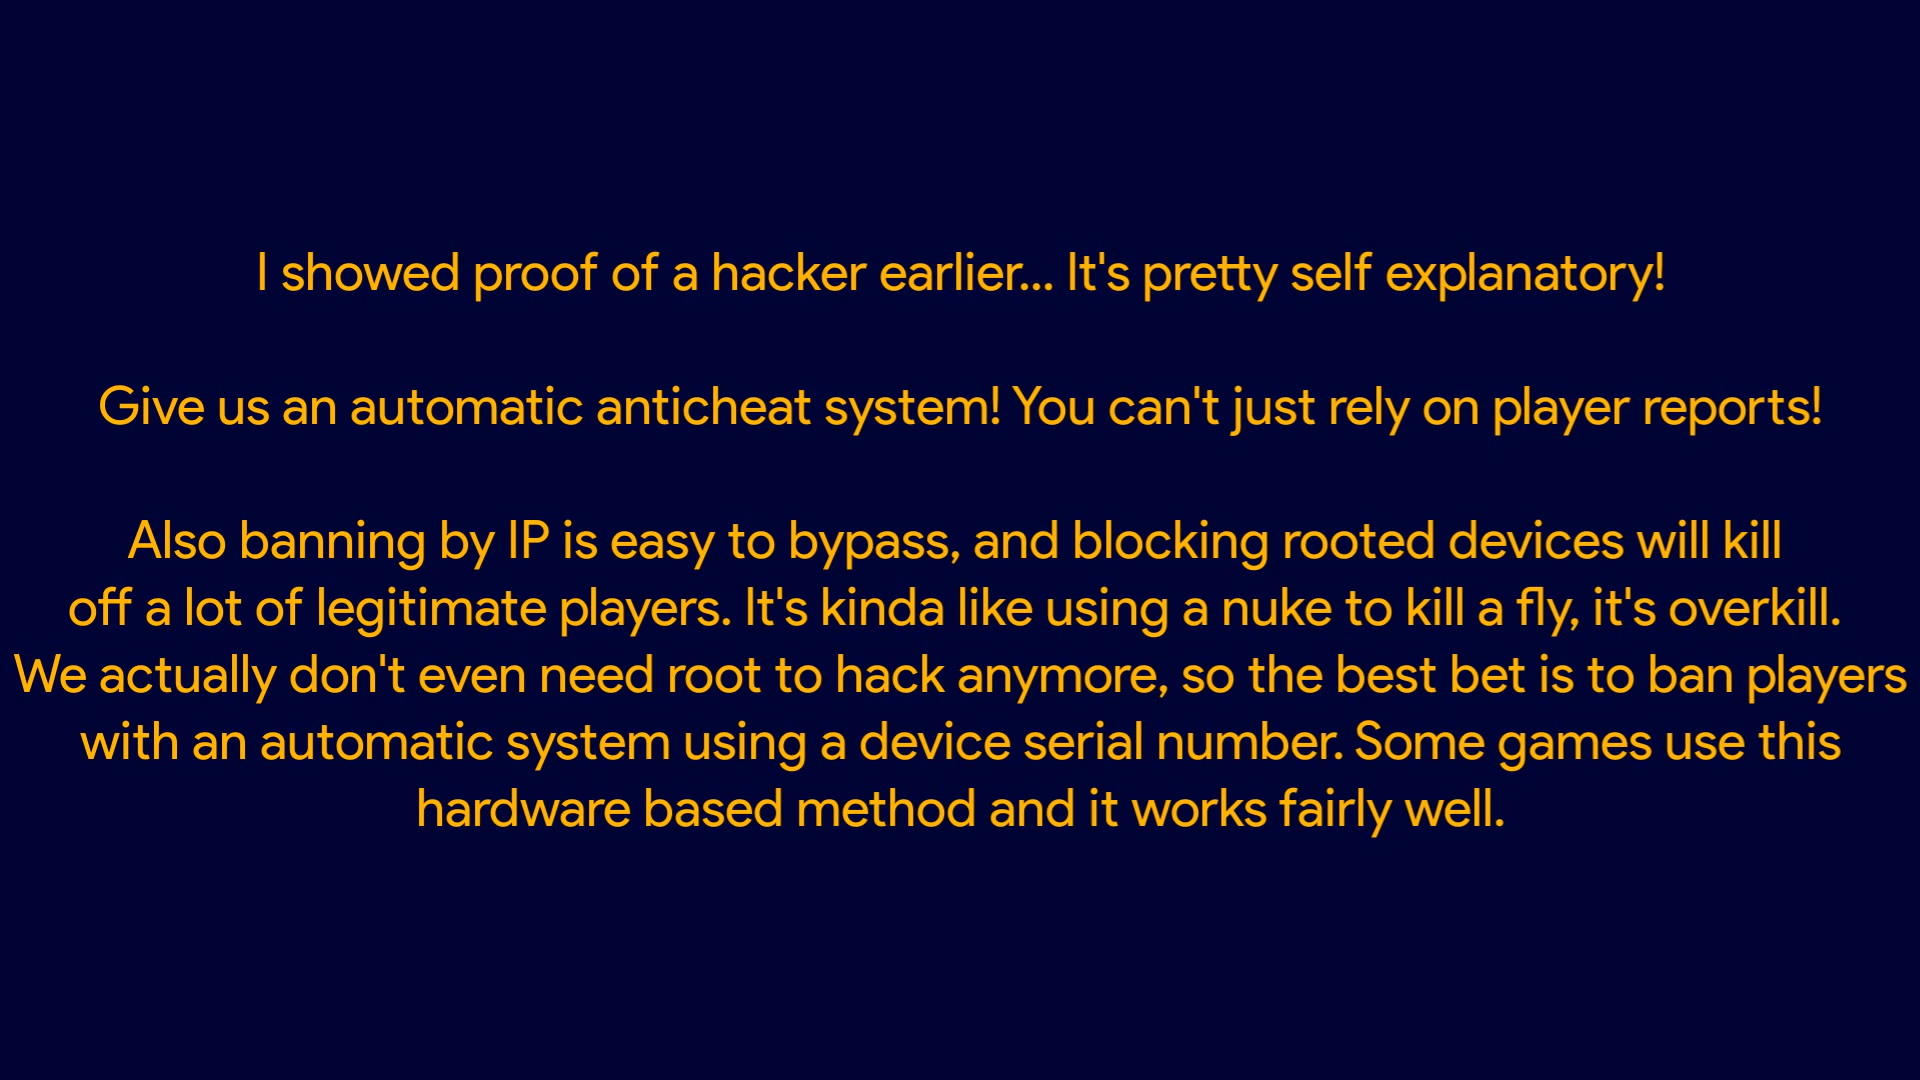 I showed proof of a hacker earlier... It's pretty self explanatory!
Give us an automatic anticheat system! You can't just rely on player reports!
Also banning by IP is easy to bypass, and blocking rooted devices will kill
off a lot of legitimate players. It's kinda like using a nuke to kill a fly, it's overkill.
We actually don't even need root to hack anymore, so the best bet is to ban players
with an automatic system using a device serial number. Some games use this
hardware based method and it works fairly well.